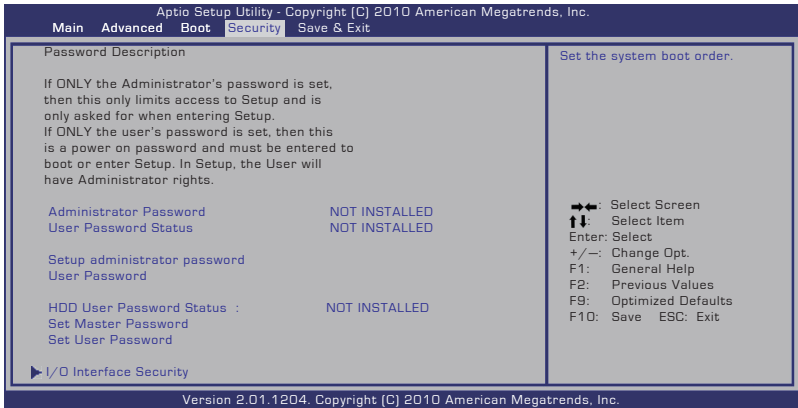 Aptio Setup Utility - Copyright (C) 2010 American Megatrends, Inc.
Main Advanced Boot Security Save & Exit
Password Description
If ONLY the Administrator's password is set,
then this only limits access to Setup and is
only asked for when entering Setup.
If ONLY the user's password is set, then this
is a power on password and must be entered to
boot or enter Setup. In Setup, the User will
have Administrator rights.
Administrator Password NOT INSTALLED
User Password Status NOT INSTALLED
Setup administrator password
User Password
HDD User Password Status : NOT INSTALLED
Set Master Password
Set User Password
I/O Interface Security
Set the system boot order.
→←: Select Screen
↑↓: Select Item
Enter: Select
+/—: Change Opt.
F1: General Help
F2: Previous Values
F9: Optimized Defaults
F10: Save ESC: Exit
Version 2.01.1204. Copyright (C) 2010 American Megatrends, Inc.